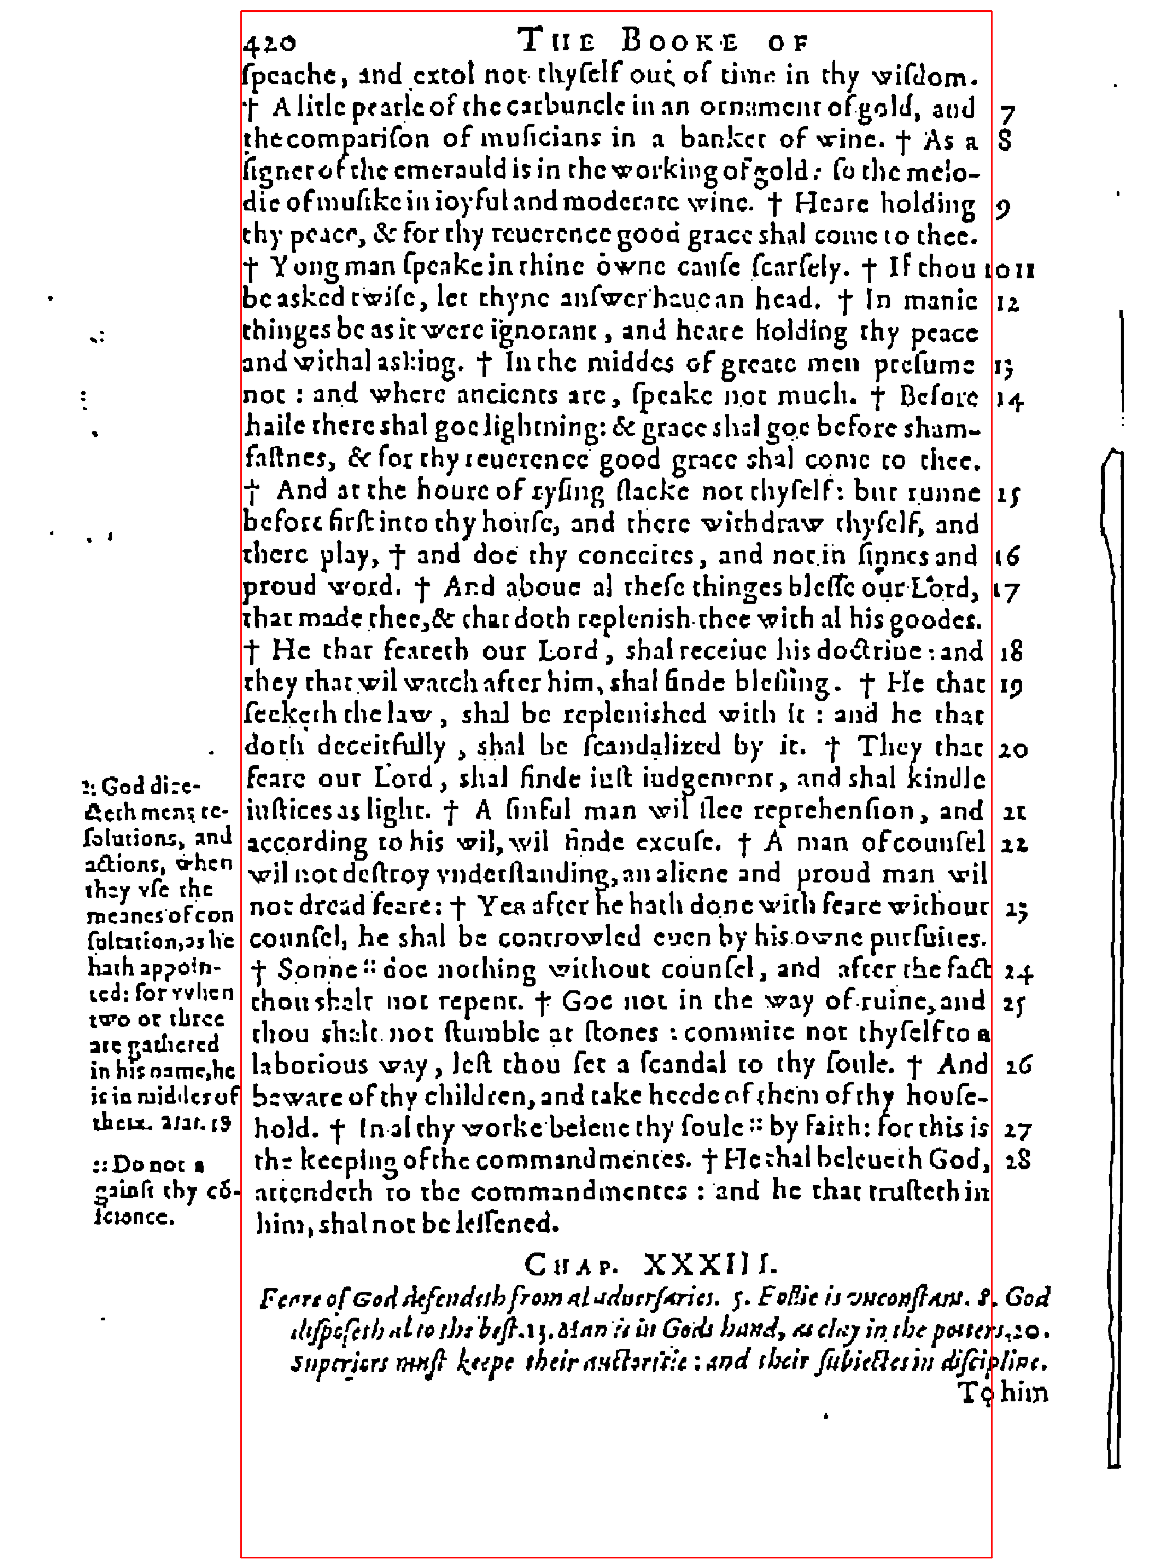 420 THE BOOKE OF
ſpeache, and extol not thyſelf out of time in thy wiſdom.
† A litle pearle of the carbuncle in an ornament of gold, and 7
the compariſon of muſicians in a banket of wine. † As a 8
ſignet of the emerauld is in the working of gold: ſo the melo-
die of muſike in ioyful and moderate wine. † Heare holding 9
thy peace, & for thy reuerence good grace shal come to thee.
† Yong man ſpeake in thine owne cauſe ſcarſely. † If thou 10 11
be asked twiſe, let thyne anſwer haue an head. † In manie 12
thinges be as it were ignorant, and heare holding thy peace
and withal asking. † In the middes of greate men preſume 13
not: and where ancients are, ſpeake not much. † Before 14
haile there shal goe lightning: & grace shal goe before sham-
faſtnes, & for thy reuerence good grace shal come to thee.
† And at the houre of ryſing ſlacke not thyſelf: but runne 15
before firſt into thy houſe, and there withdraw thyſelf, and
there play, † and doe thy conceites, and not in ſinnes and 16
proud word. † And aboue al theſe thinges bleſſe our Lord, 17
that made thee, & that doth replenish thee with al his goodes.
† He that feareth our Lord, shal receiue his doctrine: and 18
they that wil watch after him, shal finde bleſſing. † He that 19
ſeeketh the law, shal be replenished with it: and he that
doth deceitfully, shal be ſcandalized by it. † They that 20
feare our Lord, shal finde iuſt iudgement, and shal kindle
iuſtices as light. † A ſinful man wil flee reprehenſion, and 21
according to his wil, wil finde excuſe. † A man of counſel 22
wil not deſtroy vnderſtanding, an aliene and proud man wil
not dread feare: † Yea after he hath done with feare without 23
counſel, he shal be controwled euen by his owne purſuites.
† Sonne :: doe nothing without counſel, and after the fact 24
thou shalt not repent. † Goe not in the way of ruine, and 25
thou shalt not ſtumble at ſtones: committe not thyſelf to a
laborious way, leſt thou ſet a ſcandal to thy ſoule. † And 26
beware of thy children, and take heede of them of thy houſe-
hold. † In al thy worke beleue thy ſoule :: by faith: for this is 27
the keeping of the commandmentes. † He that beleueth God, 28
attendeth to the commandmentes: and he that truſteth in
him, shal not be leſſened.
:: God dire-
cteth mens re-
ſolutions, and
actions, when
they vſe the
meanes of con
ſultation, as he
hath appoin-
ted: for vvhen
two or three
are gathered
in his name, he
is in middes of
them. Mat. 18
:: Do not a
gainſt thy cō-
ſcience.
CHAP. XXXIII.
Feare of God defendeth from al aduerſaries. 5. Follie is vnconſtant. 8. God
diſpoſeth al to the beſt. 13. Man is in Gods hand, as clay in the potters. 20.
Superiors muſt keepe their auctoritie: and their ſubiectes in diſcipline.
To him